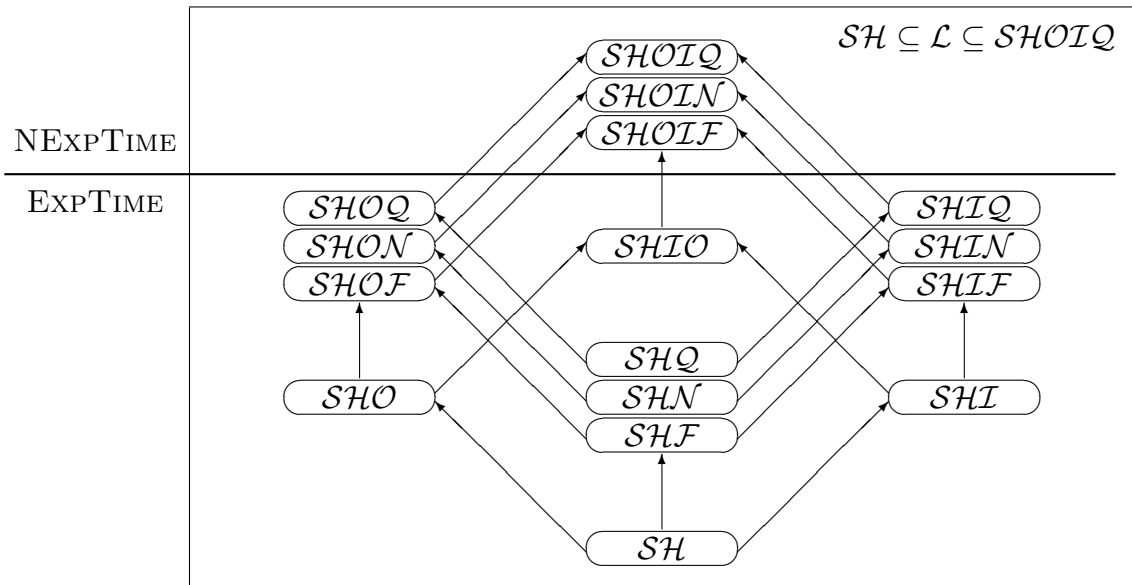 𝒮ℋ ⊆ ℒ ⊆ 𝒮ℋ𝒪ℐ𝒬
𝒮ℋ𝒪ℐ𝒬
𝒮ℋ𝒪ℐ𝒩
NExpTime
𝒮ℋ𝒪ℐℱ
ExpTime
𝒮ℋ𝒪𝒬
𝒮ℋℐ𝒬
𝒮ℋ𝒪𝒩
𝒮ℋℐ𝒪
𝒮ℋℐ𝒩
𝒮ℋ𝒪ℱ
𝒮ℋℐℱ
𝒮ℋ𝒬
𝒮ℋ𝒪
𝒮ℋ𝒩
𝒮ℋℐ
𝒮ℋℱ
𝒮ℋ